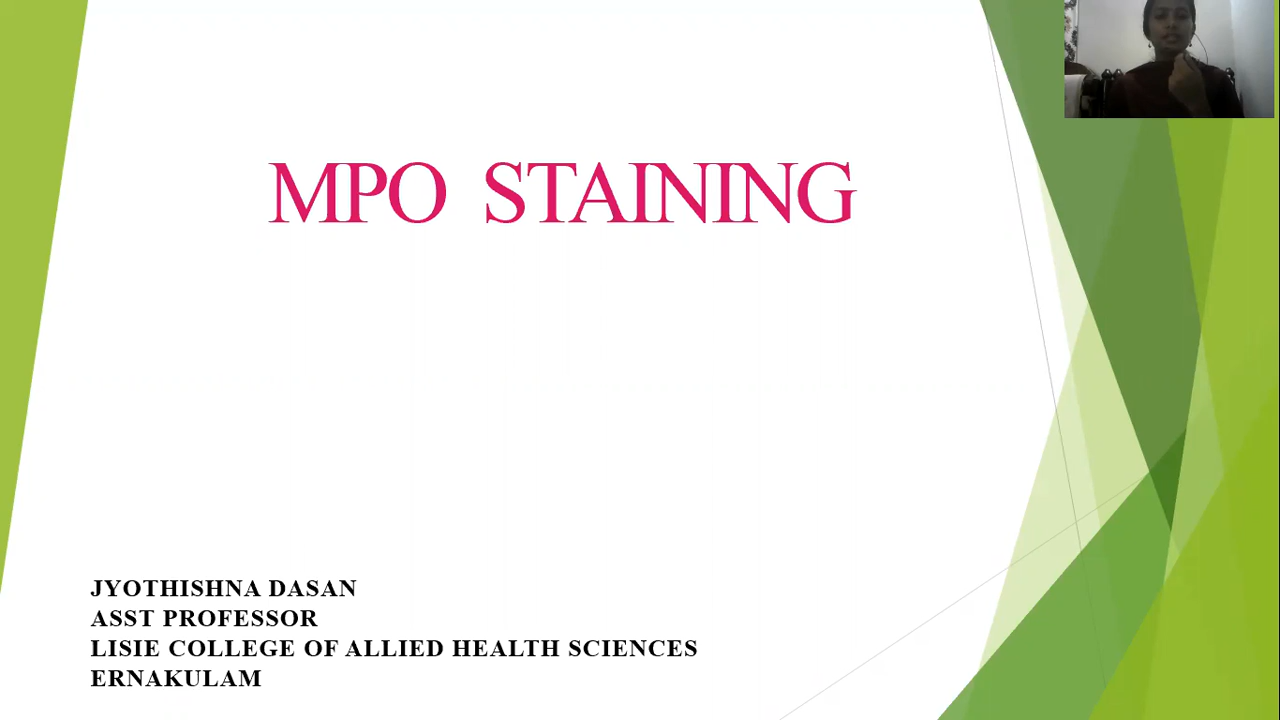 MPO STAINING
JYOTHISHNA DASAN
ASST PROFESSOR
LISIE COLLEGE OF ALLIED HEALTH SCIENCES
ERNAKULAM